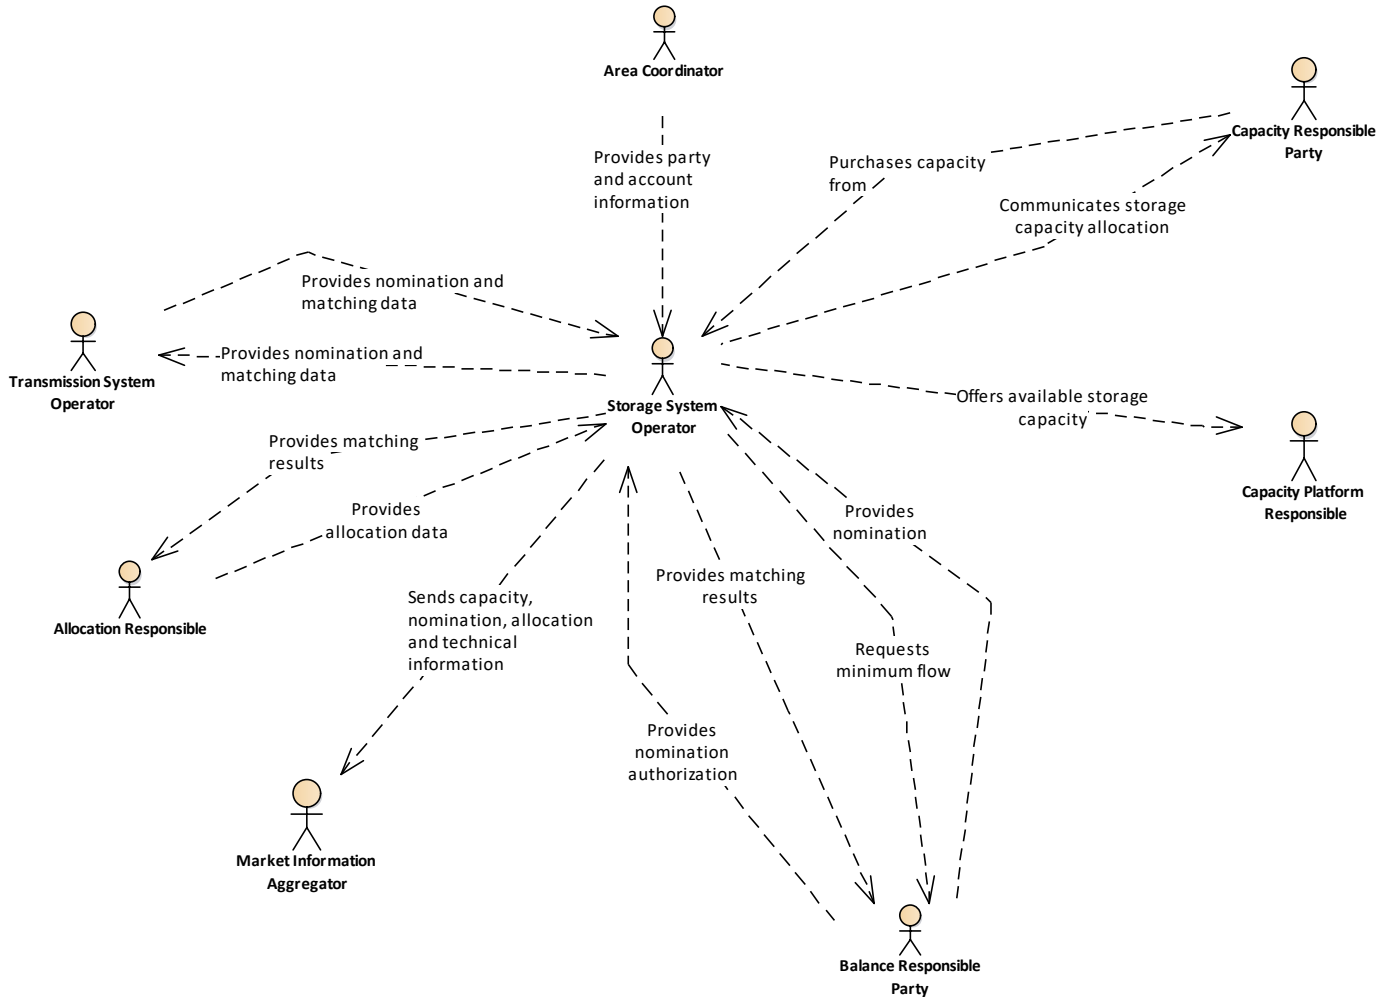 Area Coordinator
Capacity Responsible
Party
Provides party
and account
information
Purchases capacity
from
Communicates storage
capacity allocation
Provides nomination and
matching data
Transmission System
Operator
Provides nomination and
matching data
Storage System
Operator
Offers available storage
capacity
Capacity Platform
Responsible
Provides matching
results
Provides
allocation data
Allocation Responsible
Provides
nomination
Provides matching
results
Sends capacity,
nomination, allocation
and technical
information
Requests
minimum flow
Provides
nomination
authorization
Market Information
Aggregator
Balance Responsible
Party